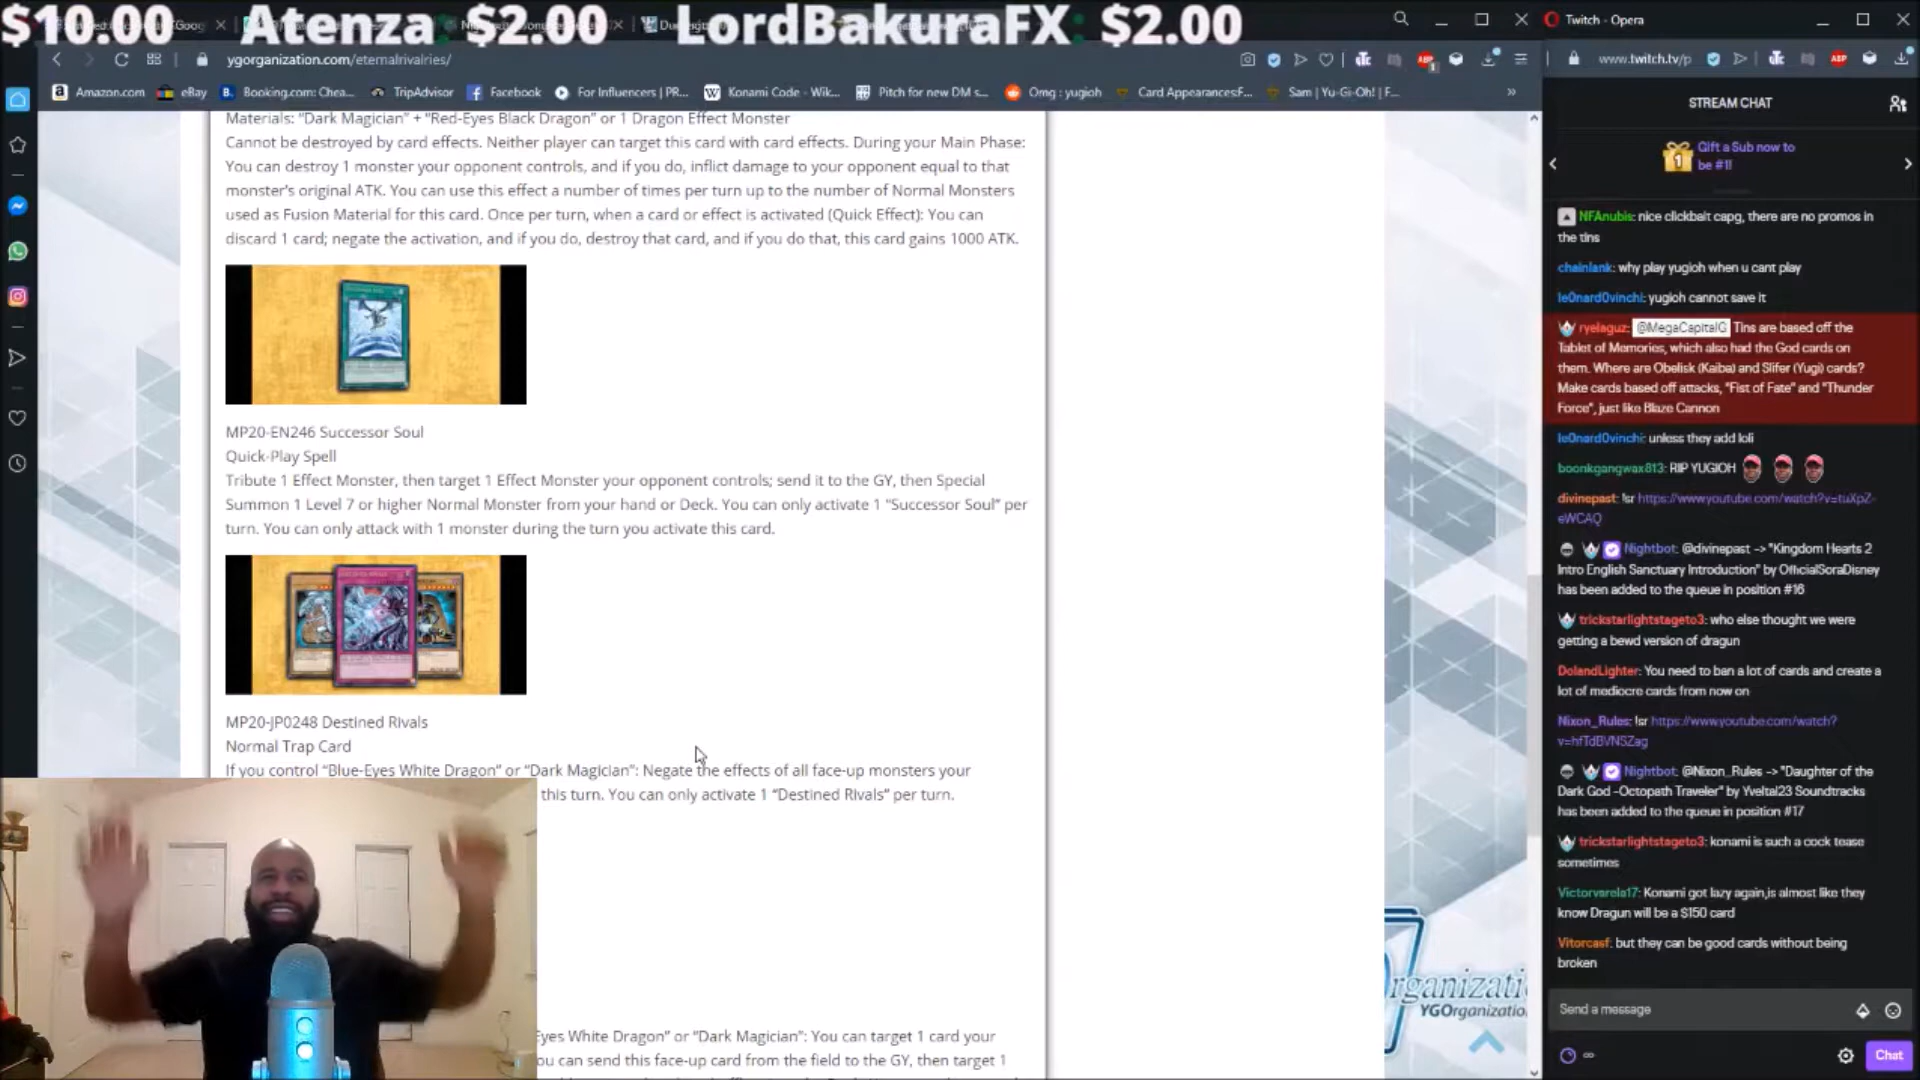 $10.00 Atenza: $2.00 LordBakuraFX: $2.00
ygorganization.com/eternalrivalries/
Amazon.com eBay Booking.com: Chea... TripAdvisor Facebook For Influencers | PR... Konami Code - Wik... Pitch for new DM s... Omg : yugioh Card Appearances:F... Sam | Yu-Gi-Oh! | F...
Materials: “Dark Magician” + “Red-Eyes Black Dragon” or 1 Dragon Effect Monster
Cannot be destroyed by card effects. Neither player can target this card with card effects. During your Main Phase:
You can destroy 1 monster your opponent controls, and if you do, inflict damage to your opponent equal to that
monster’s original ATK. You can use this effect a number of times per turn up to the number of Normal Monsters
used as Fusion Material for this card. Once per turn, when a card or effect is activated (Quick Effect): You can
discard 1 card; negate the activation, and if you do, destroy that card, and if you do that, this card gains 1000 ATK.
MP20-EN246 Successor Soul
Quick-Play Spell
Tribute 1 Effect Monster, then target 1 Effect Monster your opponent controls; send it to the GY, then Special
Summon 1 Level 7 or higher Normal Monster from your hand or Deck. You can only activate 1 “Successor Soul” per
turn. You can only attack with 1 monster during the turn you activate this card.
MP20-JP0248 Destined Rivals
Normal Trap Card
If you control “Blue-Eyes White Dragon” or “Dark Magician”: Negate the effects of all face-up monsters your
this turn. You can only activate 1 “Destined Rivals” per turn.
Eyes White Dragon” or “Dark Magician”: You can target 1 card your
ou can send this face-up card from the field to the GY, then target 1
rganizati
YGOrganizatio
Twitch - Opera
www.twitch.tv/p
STREAM CHAT
Gift a Sub now to
be #1!
NFAnubis: nice clickbait capg, there are no promos in
the tins
chainlank: why play yugioh when u cant play
le0nard0vinchi: yugioh cannot save it
ryelaguz: @MegaCapitalG Tins are based off the
Tablet of Memories, which also had the God cards on
them. Where are Obelisk (Kaiba) and Slifer (Yugi) cards?
Make cards based off attacks, "Fist of Fate" and "Thunder
Force", just like Blaze Cannon
le0nard0vinchi: unless they add loli
boonkgangwax813: RIP YUGIOH
divinepast: !sr https://www.youtube.com/watch?v=tuXpZ-
eWCAQ
Nightbot: @divinepast -> "Kingdom Hearts 2
Intro English Sanctuary Introduction" by OfficialSoraDisney
has been added to the queue in position #16
trickstarlightstageto3: who else thought we were
getting a bewd version of dragun
DolandLighter: You need to ban a lot of cards and create a
lot of mediocre cards from now on
Nixon_Rules: !sr https://www.youtube.com/watch?
v=hfTdBVNSZag
Nightbot: @Nixon_Rules -> "Daughter of the
Dark God -Octopath Traveler" by Yveltal23 Soundtracks
has been added to the queue in position #17
trickstarlightstageto3: konami is such a cock tease
sometimes
Victorvarela17: Konami got lazy again,is almost like they
know Dragun will be a $150 card
Vitorcasf: but they can be good cards without being
broken
Send a message
Chat